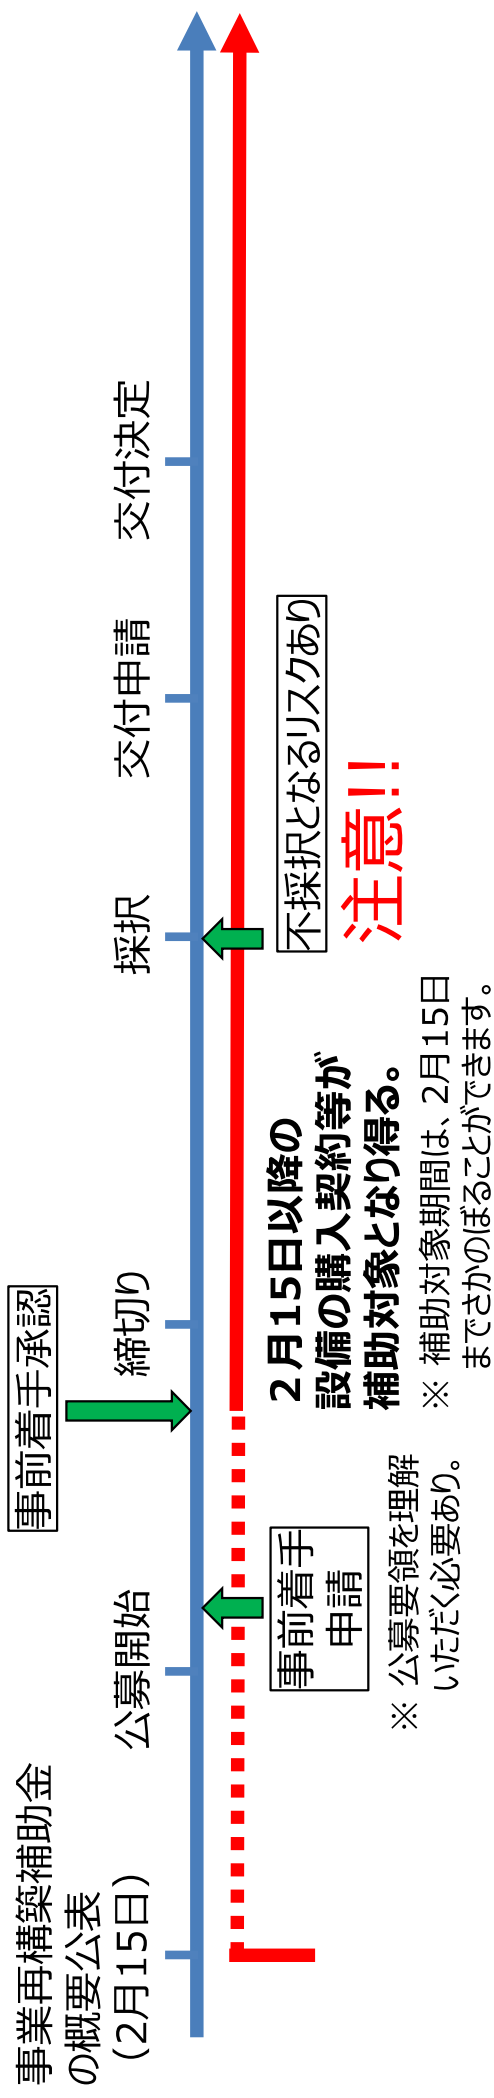 事業再構築補助金
の概要公表
（2月15日）
公募開始
事前着手承認
締切り
採択
交付申請
交付決定
事前着手
申請
※ 公募要領を理解
いただく必要あり。
2月15日以降の
設備の購入契約等が
補助対象となり得る。
※ 補助対象期間は、2月15日
までさかのぼることができます。
不採択となるリスクあり
注意!!